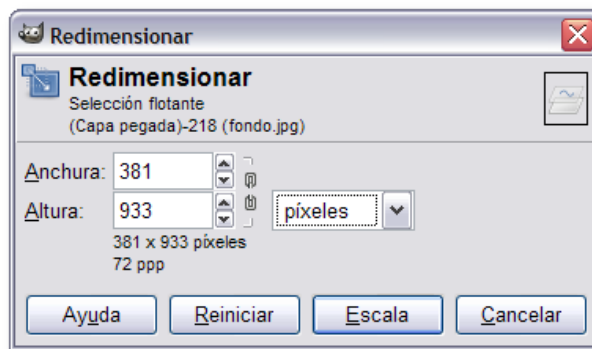 Redimensionar
Redimensionar
Selección flotante
(Capa pegada)-218 (fondo.jpg)
Anchura: 381
Altura: 933 píxeles
381 x 933 píxeles
72 ppp
Ayuda Reiniciar Escala Cancelar